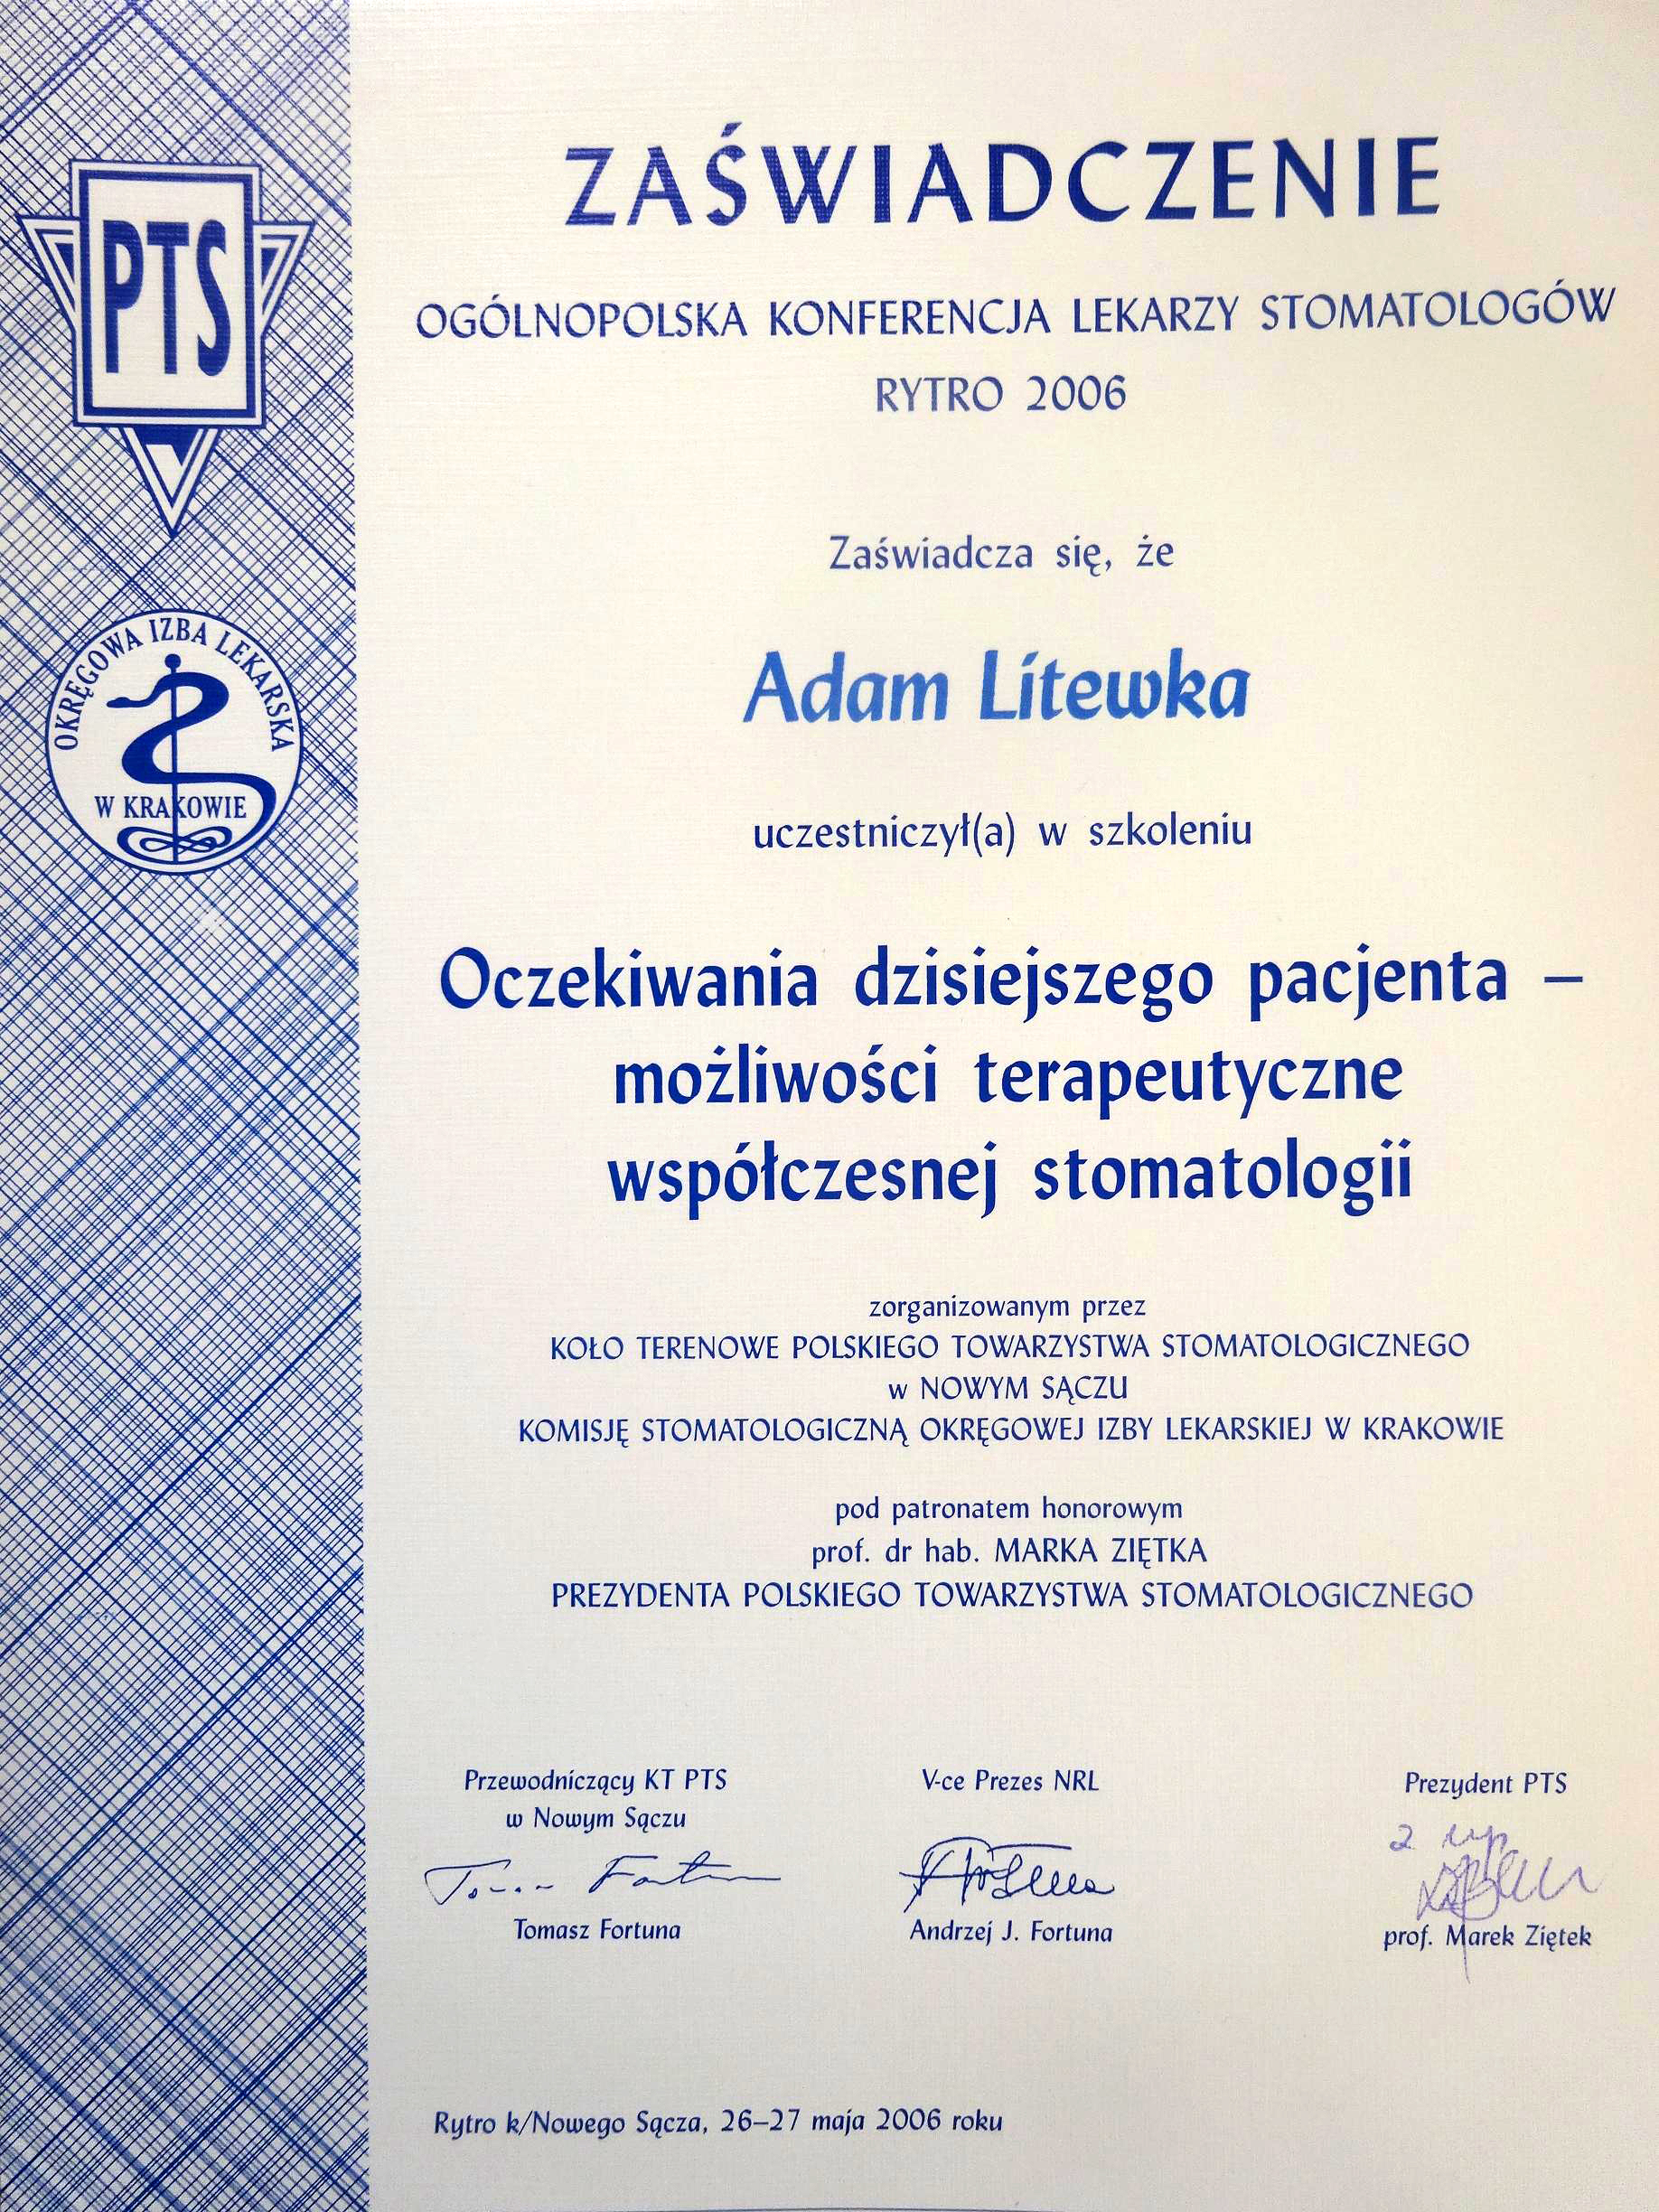 PTS
OKRĘGOWA IZBA LEKARSKA
W KRAKOWIE
ZAŚWIADCZENIE
OGÓLNOPOLSKA KONFERENCJA LEKARZY STOMATOLOGÓW
RYTRO 2006
Zaświadcza się, że
Adam Litewka
uczestniczył(a) w szkoleniu
Oczekiwania dzisiejszego pacjenta –
możliwości terapeutyczne
współczesnej stomatologii
zorganizowanym przez
KOŁO TERENOWE POLSKIEGO TOWARZYSTWA STOMATOLOGICZNEGO
w NOWYM SĄCZU
KOMISJĘ STOMATOLOGICZNĄ OKRĘGOWEJ IZBY LEKARSKIEJ W KRAKOWIE
pod patronatem honorowym
prof. dr hab. MARKA ZIĘTKA
PREZYDENTA POLSKIEGO TOWARZYSTWA STOMATOLOGICZNEGO
Przewodniczący KT PTS
w Nowym Sączu
Tomasz Fortuna
V-ce Prezes NRL
Andrzej J. Fortuna
Prezydent PTS
prof. Marek Ziętek
Rytro k/Nowego Sącza, 26–27 maja 2006 roku